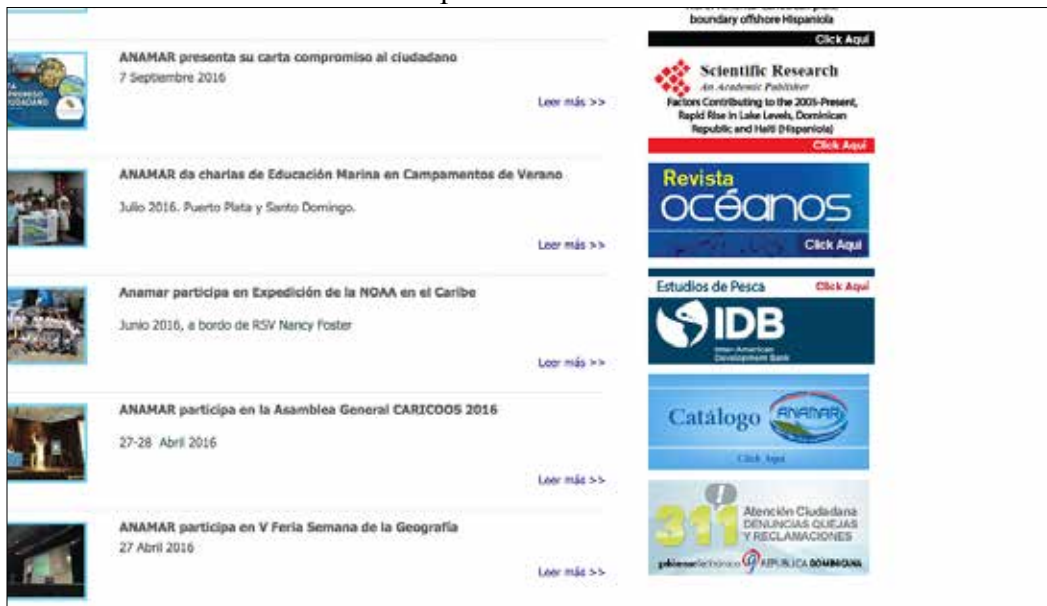 ANAMAR presenta su carta compromiso al ciudadano
7 Septiembre 2016
Leer más >>
ANAMAR da charlas de Educación Marina en Campamentos de Verano
Julio 2016. Puerto Plata y Santo Domingo.
Leer más >>
Anamar participa en Expedición de la NOAA en el Caribe
Junio 2016, a bordo de RSV Nancy Foster
Leer más >>
ANAMAR participa en la Asamblea General CARICOOS 2016
27-28 Abril 2016
Leer más >>
ANAMAR participa en V Feria Semana de la Geografía
27 Abril 2016
Leer más >>
boundary offshore Hispaniola
Click Aquí
Scientific Research
An Academic Publisher
Factors Contributing to the 2005-Present,
Rapid Rise in Lake Levels, Dominican
Republic and Haiti (Hispaniola)
Click Aquí
Revista
océanos
Click Aquí
Estudios de Pesca Click Aquí
IDB
Inter-American
Development Bank
Catálogo ANAMAR
Click Aquí
311
Atención Ciudadana
DENUNCIAS QUEJAS
Y RECLAMACIONES
REPUBLICA DOMINICANA